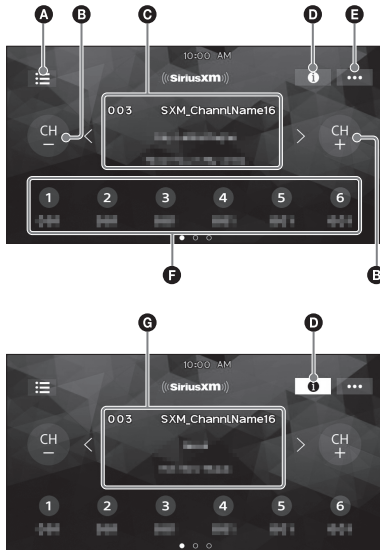 A B C D E
10:00 AM
((SiriusXM))
i •••
003 SXM_ChannlName16
CH
−
< >
CH
+
1 2 3 4 5 6
F B
G D
10:00 AM
((SiriusXM))
i •••
003 SXM_ChannlName16
CH
−
< >
CH
+
1 2 3 4 5 6